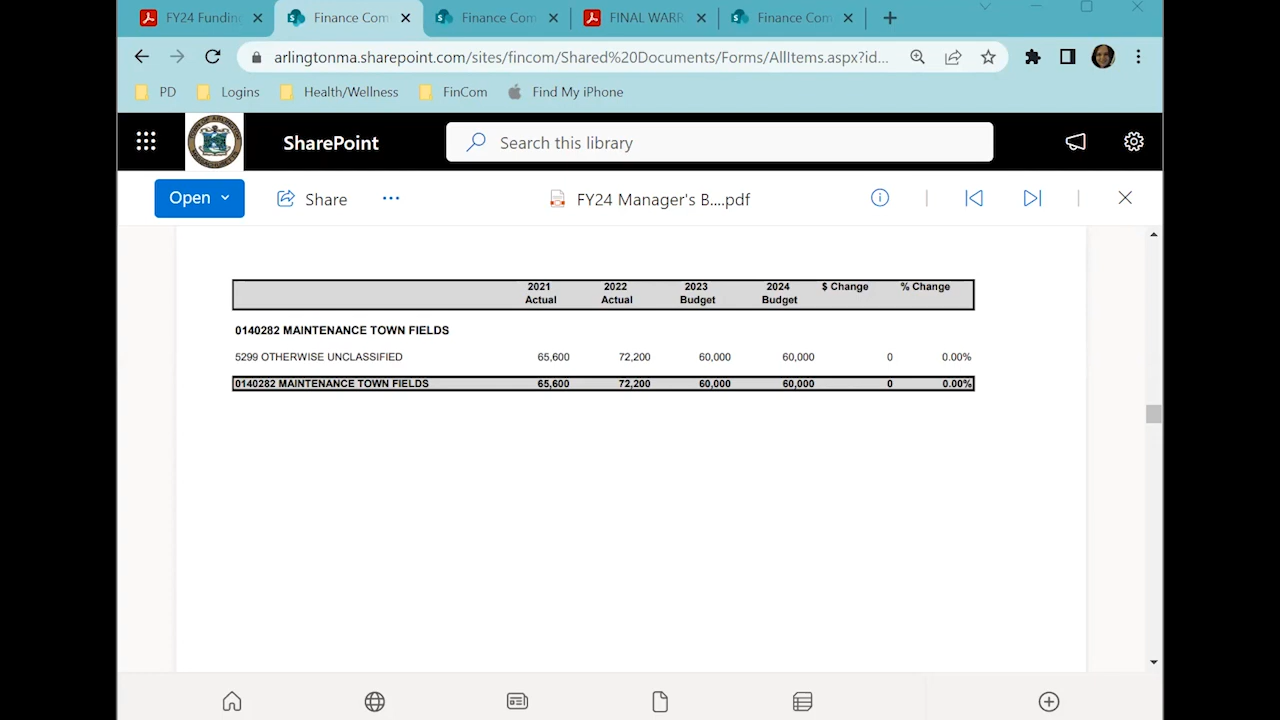 FY24 Fundin
Finance Com
Finance Com
FINAL WARR
Finance Com
arlingtonma.sharepoint.com/sites/fincom/Shared%20Documents/Forms/AllItems.aspx?id...
PD
Logins
Health/Wellness
FinCom
Find My iPhone
SharePoint
Search this library
Open
Share
FY24 Manager's B....pdf
2021 2022 2023 2024 $ Change % Change
Actual Actual Budget Budget
0140282 MAINTENANCE TOWN FIELDS
5299 OTHERWISE UNCLASSIFIED 65,600 72,200 60,000 60,000 0 0.00%
0140282 MAINTENANCE TOWN FIELDS 65,600 72,200 60,000 60,000 0 0.00%